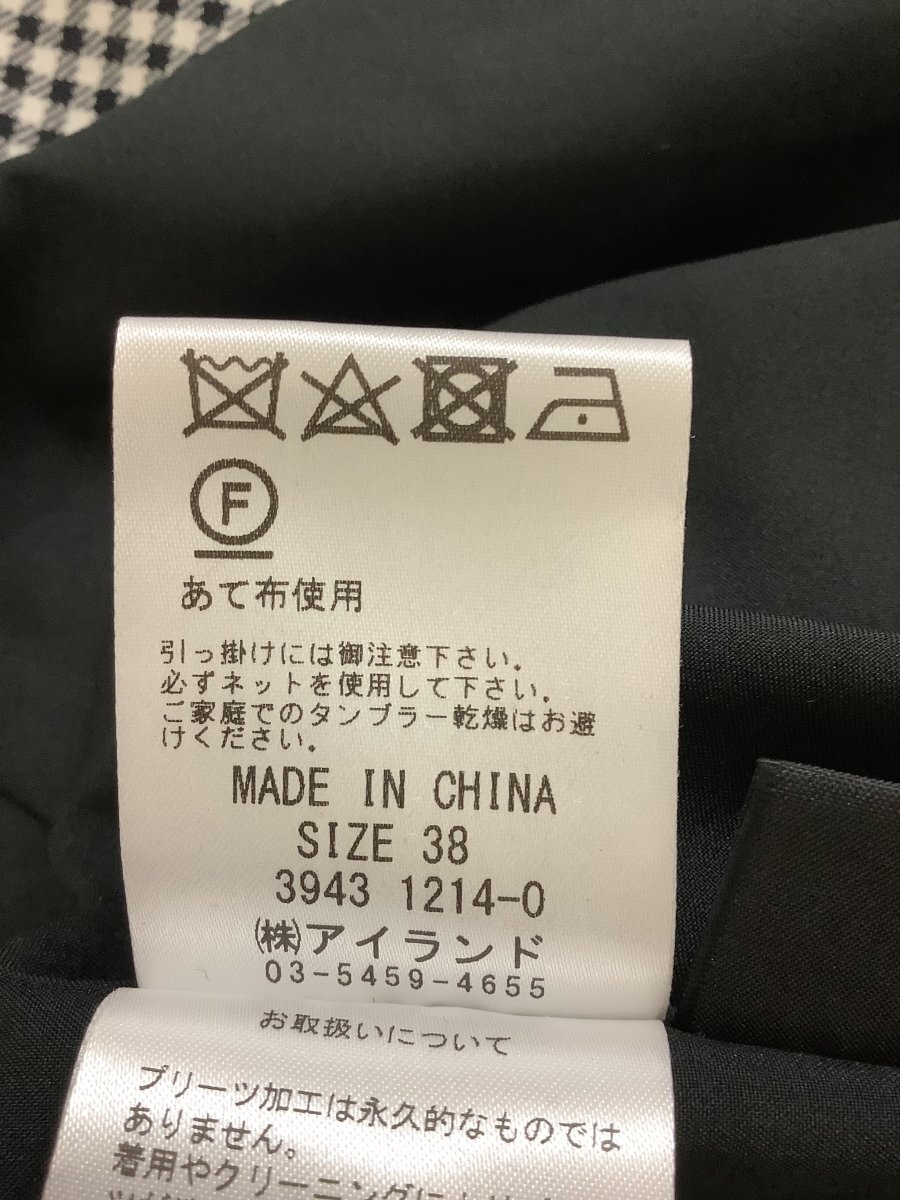 F
あて布使用
引っ掛けには御注意下さい.
必ずネットを使用して下さい.
ご家庭でのタンブラー乾燥はお避
けください.
MADE IN CHINA
SIZE 38
3943 1214-0
㈱アイランド
03-5459-4655
お取扱いについて
プリーツ加工は永久的なものでは
ありません。
着用やクリーニングに